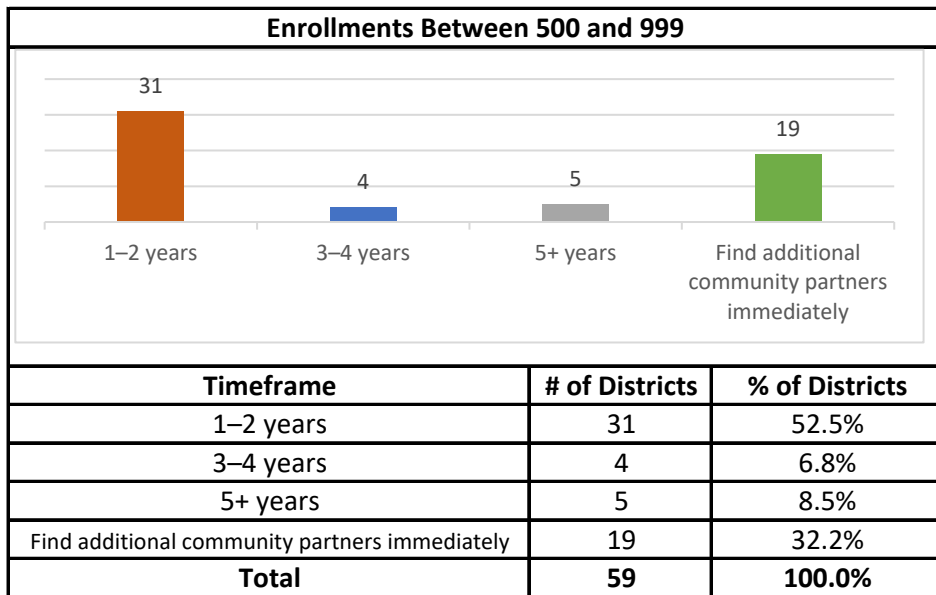 Enrollments Between 500 and 999
31
4
5
19
1–2 years
3–4 years
5+ years
Find additional
community partners
immediately
Timeframe # of Districts % of Districts
1–2 years 31 52.5%
3–4 years 4 6.8%
5+ years 5 8.5%
Find additional community partners immediately 19 32.2%
Total 59 100.0%